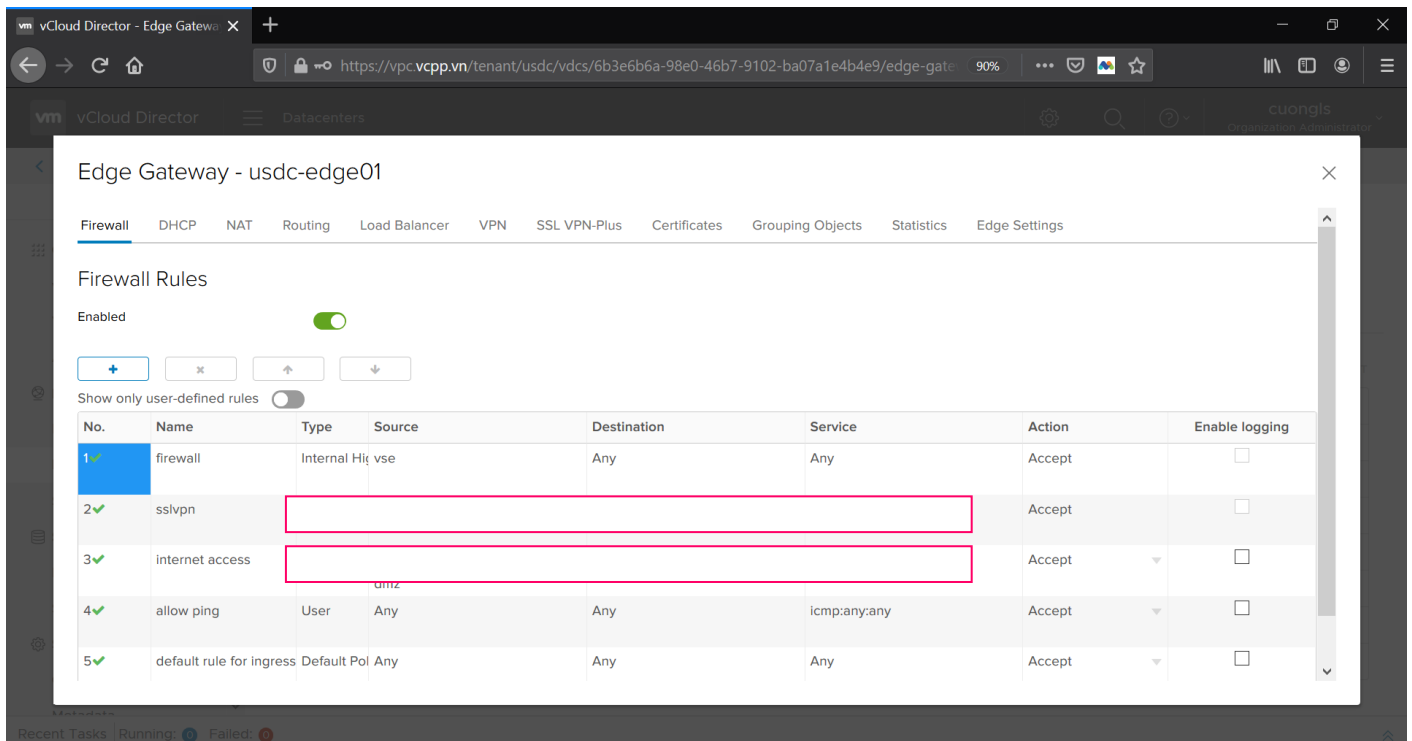 vm vCloud Director - Edge Gatewa
https://vpc.vcpp.vn/tenant/usdc/vdcs/6b3e6b6a-98e0-46b7-9102-ba07a1e4b4e9/edge-gate 90%
vm vCloud Director Datacenters cuongls
Organization Administrator
Edge Gateway - usdc-edge01
Firewall DHCP NAT Routing Load Balancer VPN SSL VPN-Plus Certificates Grouping Objects Statistics Edge Settings
Firewall Rules
Enabled
Show only user-defined rules
No. Name Type Source Destination Service Action Enable logging
1 firewall Internal Hig vse Any Any Accept
2 sslvpn Accept
3 internet access Accept
dmz
4 allow ping User Any Any icmp:any:any Accept
5 default rule for ingress Default Pol Any Any Any Accept
Metadata
Recent Tasks Running: 0 Failed: 0